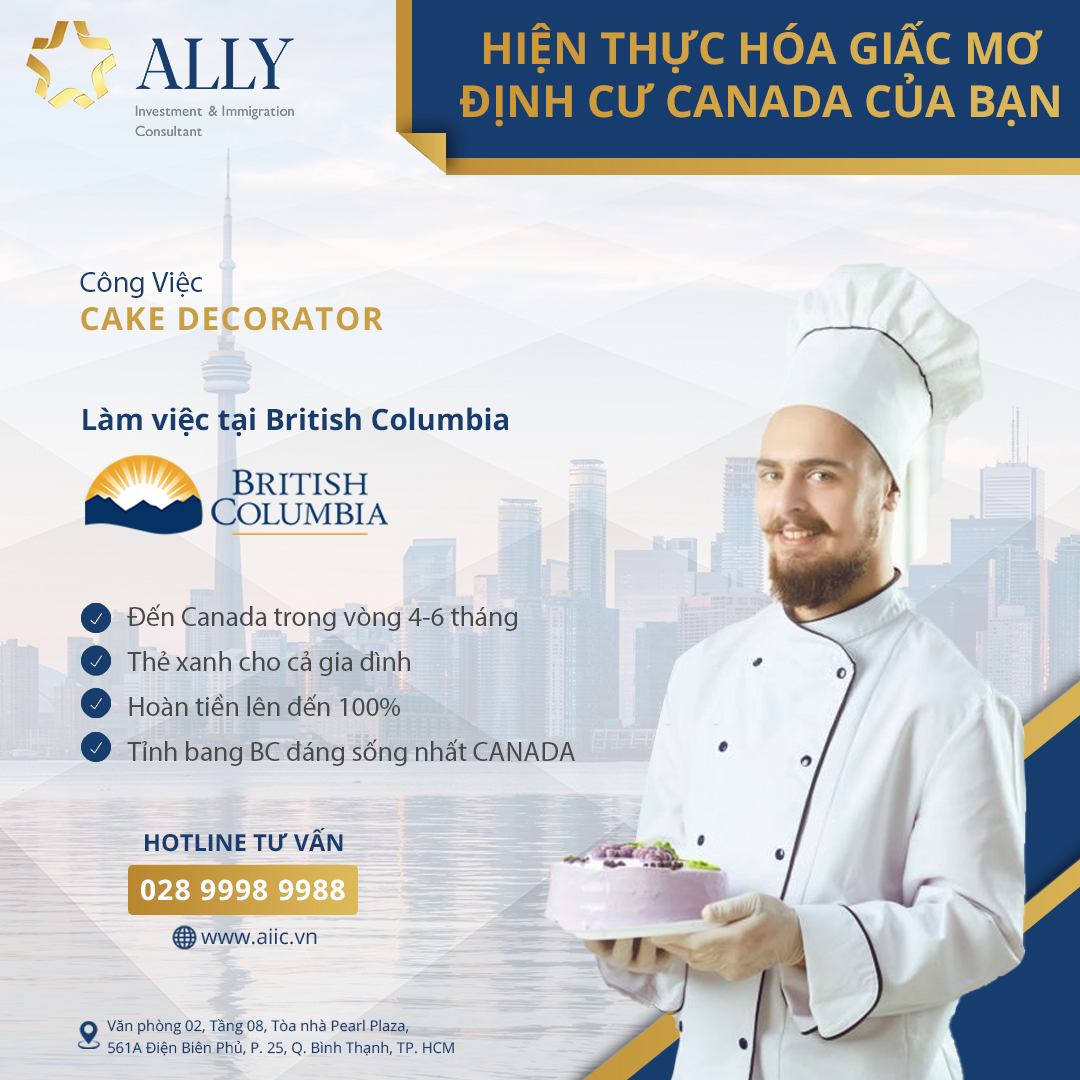 ALLY
Investment & Immigration
Consultant
HIỆN THỰC HÓA GIẤC MƠ
ĐỊNH CƯ CANADA CỦA BẠN
Công Việc
CAKE DECORATOR
Làm việc tại British Columbia
BRITISH
COLUMBIA
Đến Canada trong vòng 4-6 tháng
Thẻ xanh cho cả gia đình
Hoàn tiền lên đến 100%
Tỉnh bang BC đáng sống nhất CANADA
HOTLINE TƯ VẤN
028 9998 9988
www.aiic.vn
Văn phòng 02, Tầng 08, Tòa nhà Pearl Plaza,
561A Điện Biên Phủ, P. 25, Q. Bình Thạnh, TP. HCM